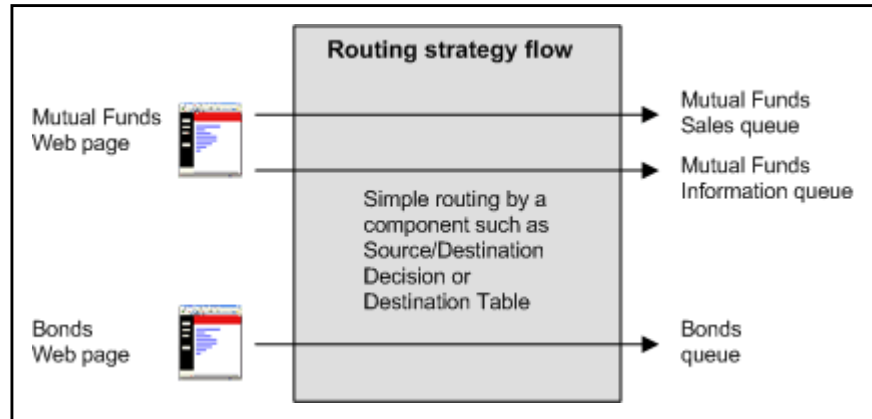 Routing strategy flow
Mutual Funds
Web page
Mutual Funds
Sales queue
Mutual Funds
Information queue
Simple routing by a
component such as
Source/Destination
Decision or
Destination Table
Bonds
Web page
Bonds
queue